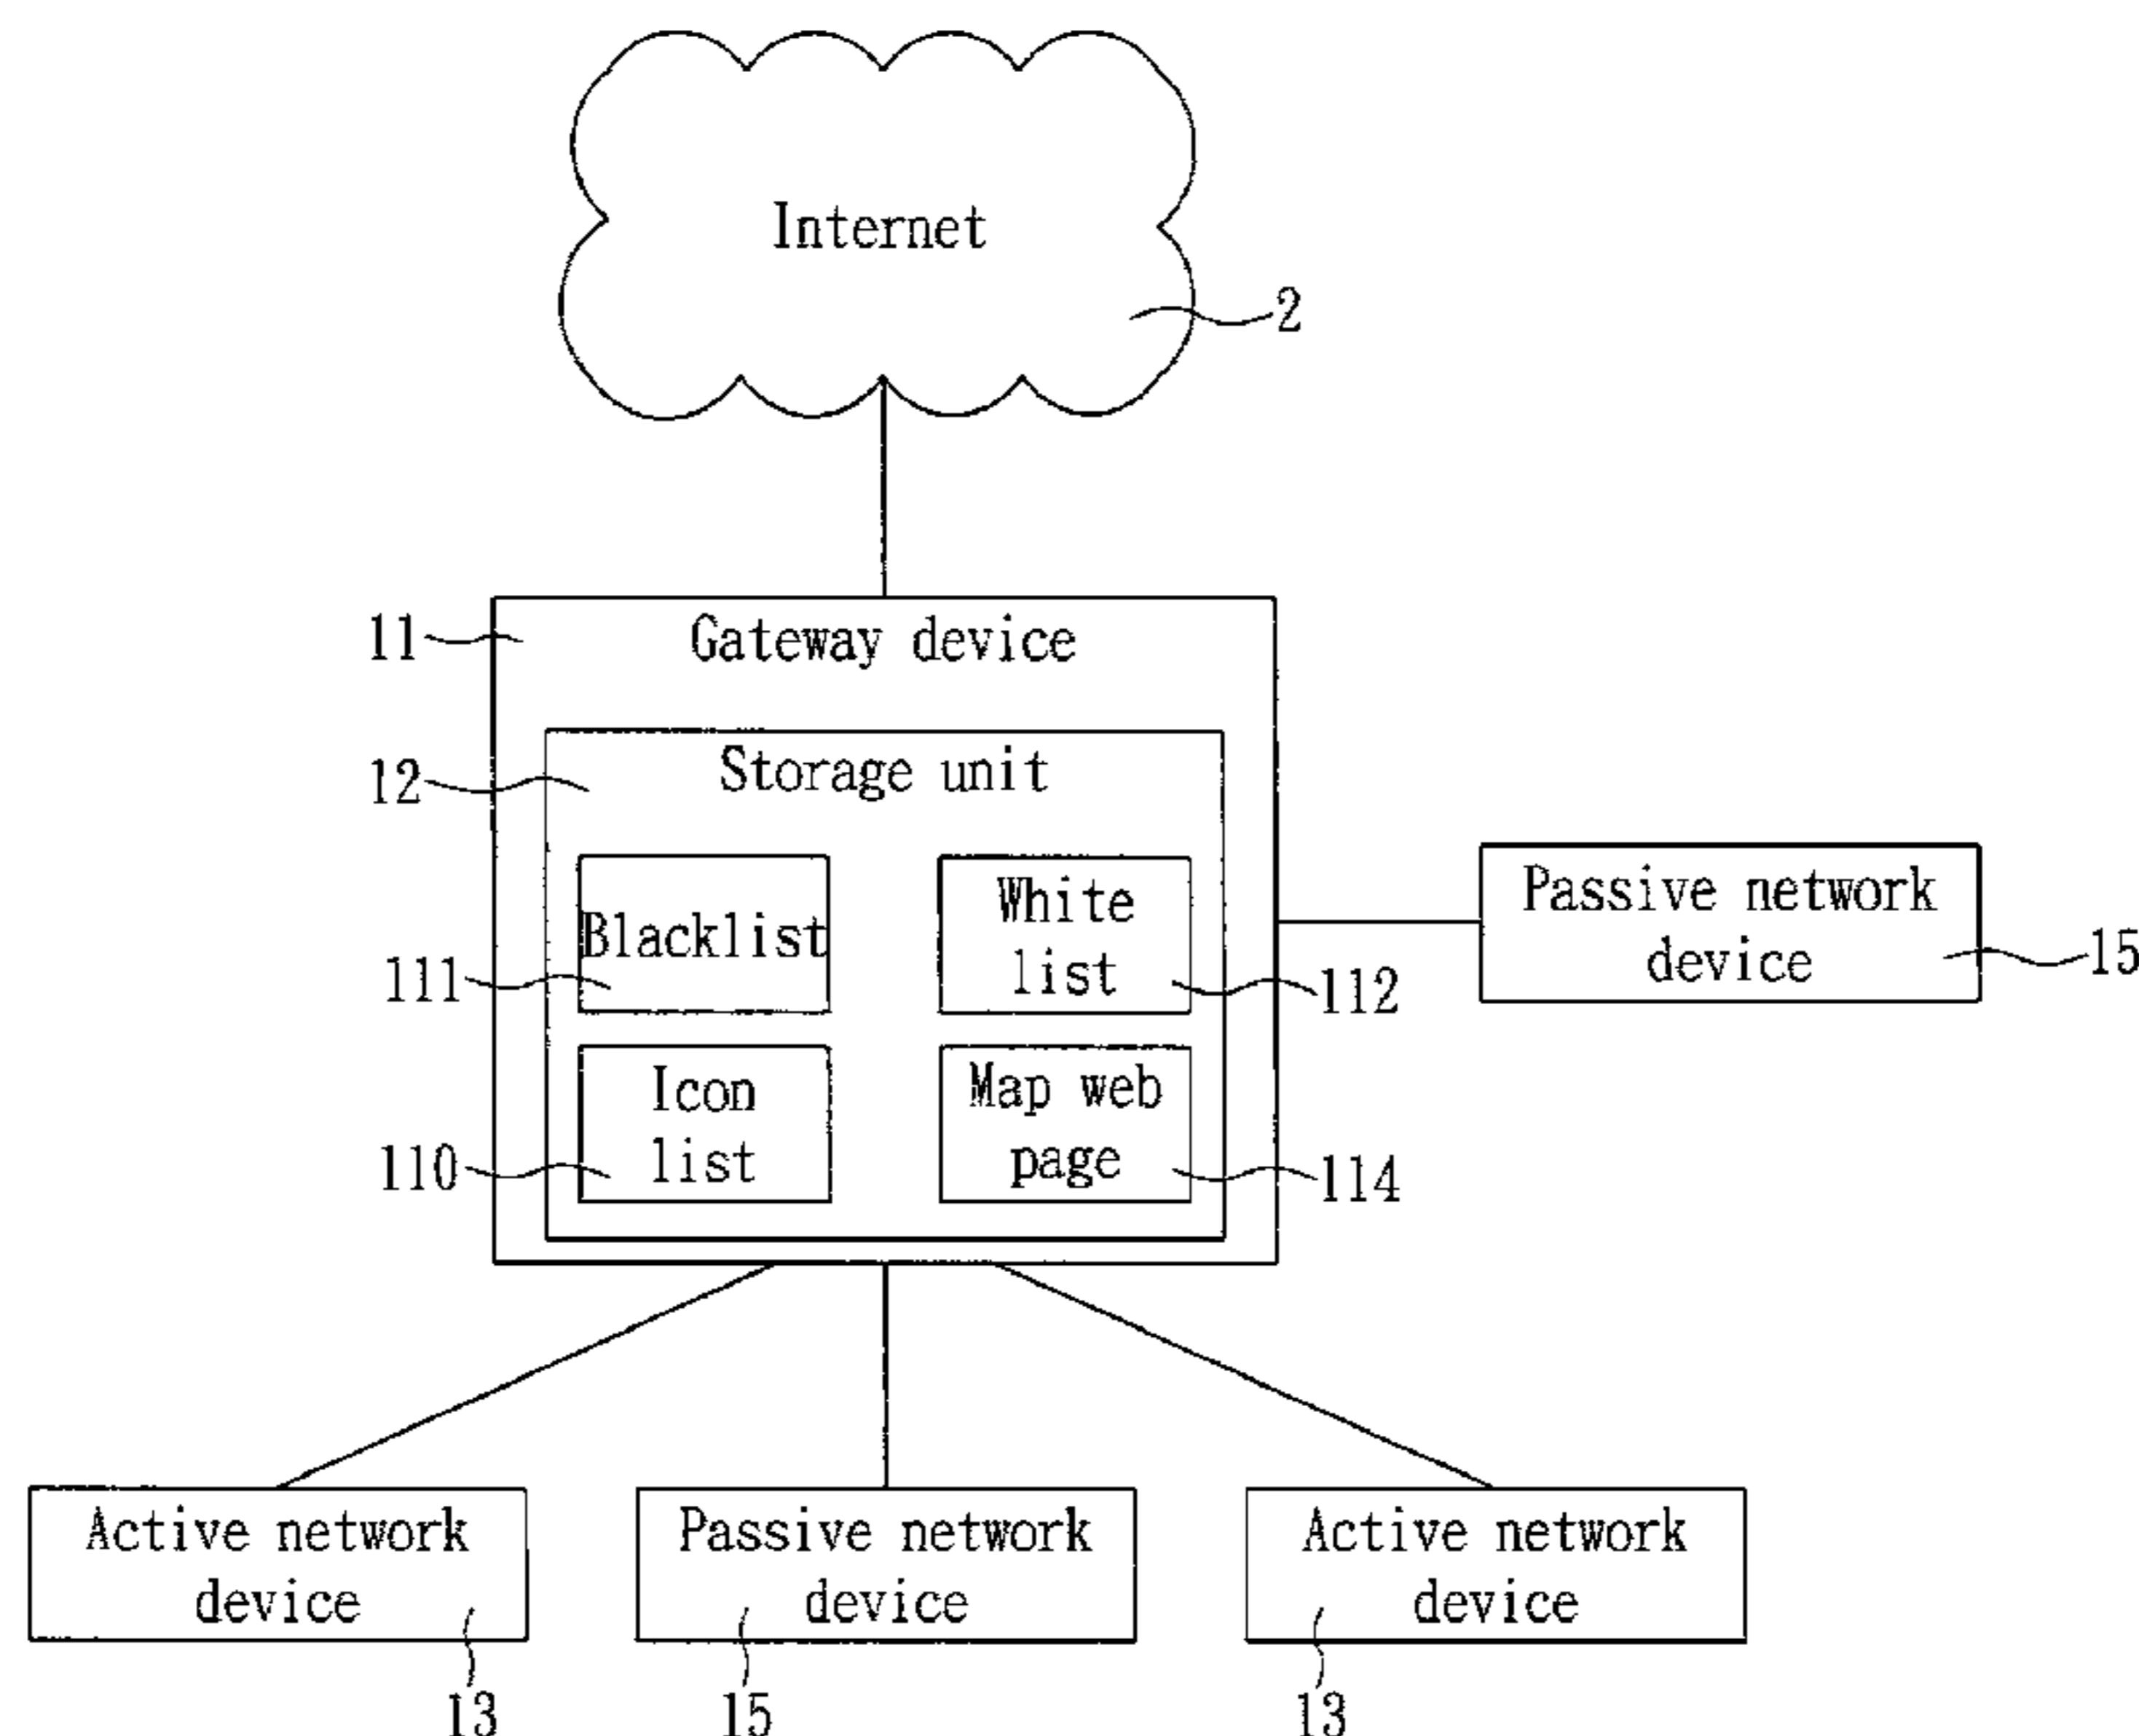 Internet
2
11
Gateway device
12
Storage unit
Blacklist
111
White
list
112
Icon
list
110
Map web
page
114
Passive network
device
15
Active network
device
13
Passive network
device
15
Active network
device
13